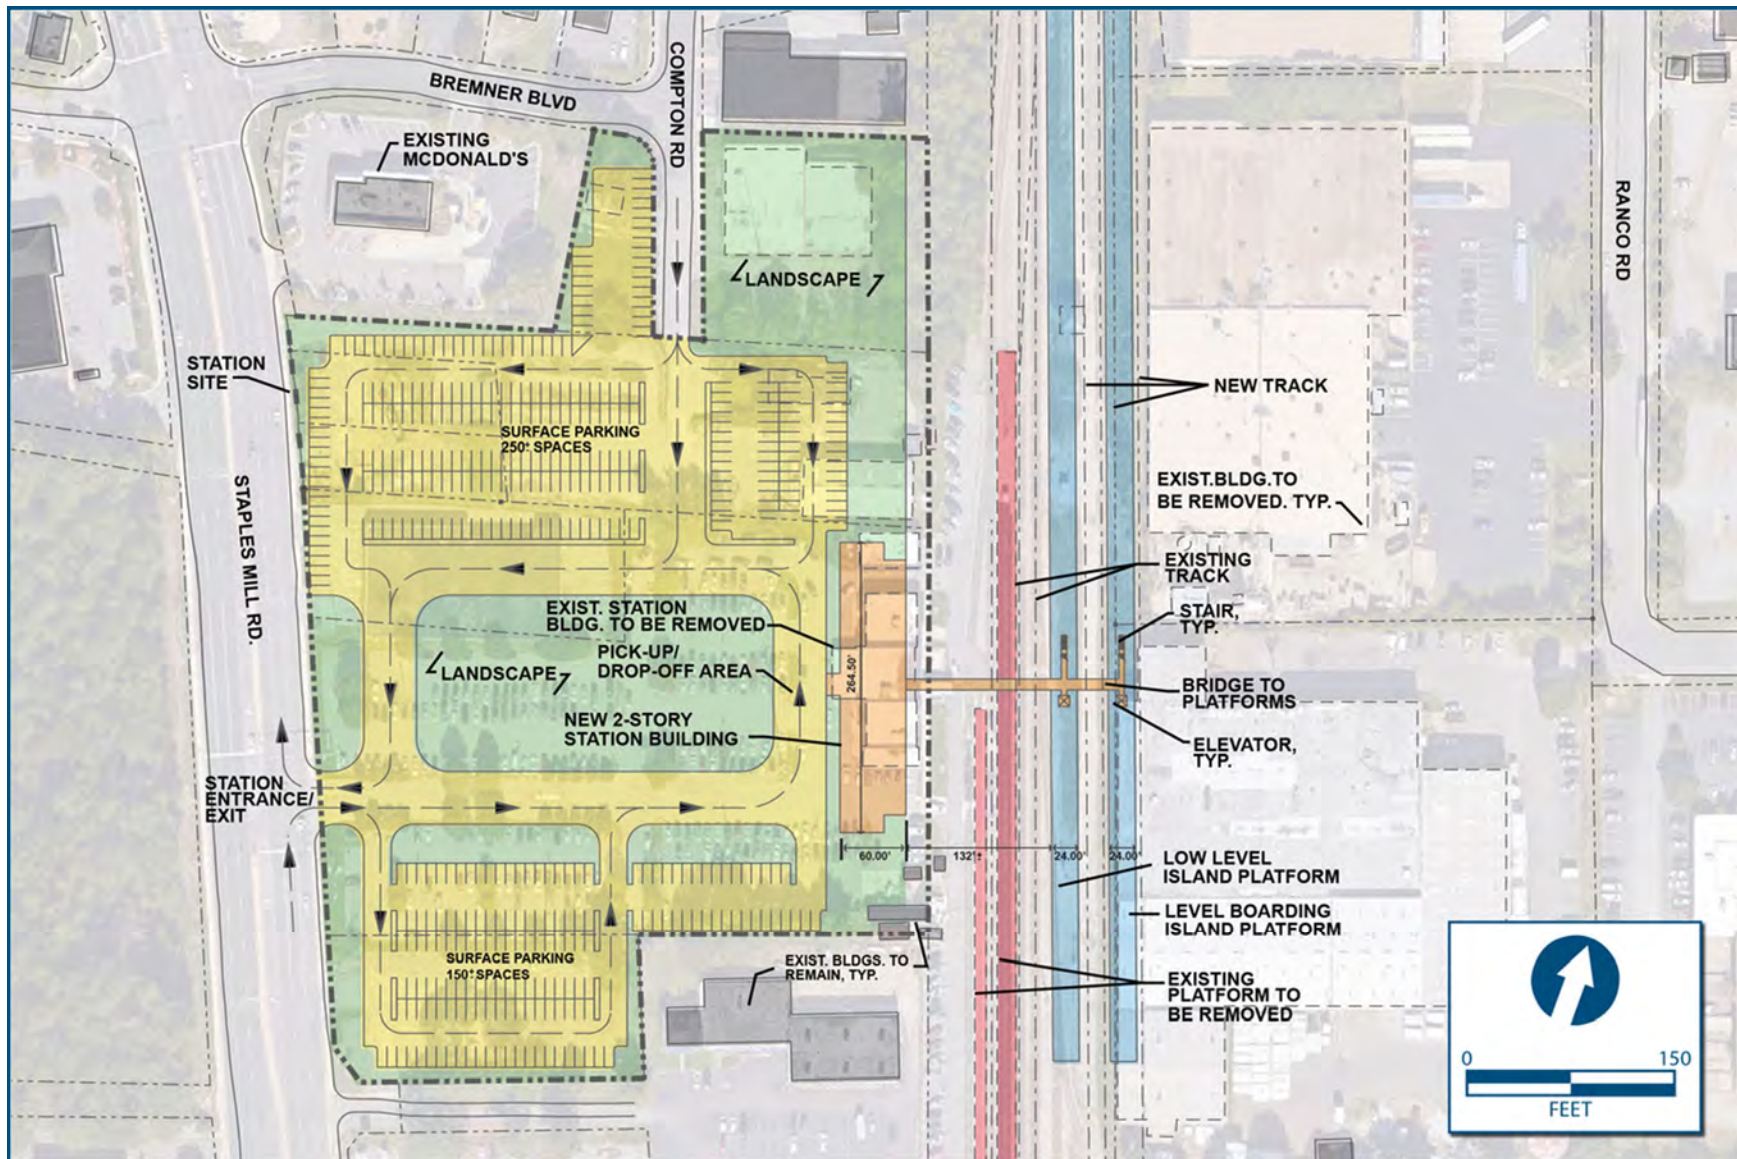 BREMNER BLVD
COMPTON RD
EXISTING
MCDONALD'S
LANDSCAPE
RANCO RD
STATION
SITE
NEW TRACK
SURFACE PARKING
250± SPACES
EXIST.BLDG.TO
BE REMOVED. TYP.
STAPLES MILL RD.
EXISTING
TRACK
EXIST. STATION
BLDG. TO BE REMOVED
STAIR,
TYP.
PICK-UP/
DROP-OFF AREA
LANDSCAPE
264.50'
BRIDGE TO
PLATFORMS
NEW 2-STORY
STATION BUILDING
ELEVATOR,
TYP.
STATION
ENTRANCE/
EXIT
60.00'
132'±
24.00'
24.00'
LOW LEVEL
ISLAND PLATFORM
LEVEL BOARDING
ISLAND PLATFORM
SURFACE PARKING
150± SPACES
EXIST. BLDGS. TO
REMAIN, TYP.
EXISTING
PLATFORM TO
BE REMOVED
0 150
FEET